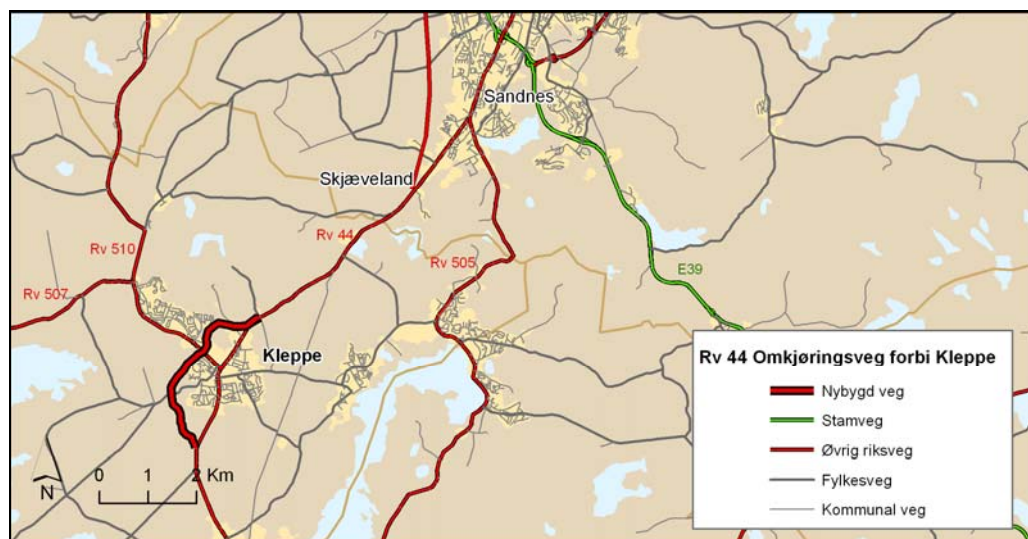 Sandnes
Skjæveland
Rv 44
Rv 510
Rv 505
E39
Rv 507
Kleppe
Rv 44 Omkjøringsveg forbi Kleppe
Nybygd veg
Stamveg
Øvrig riksveg
Fylkesveg
Kommunal veg
0 1 2 Km
N